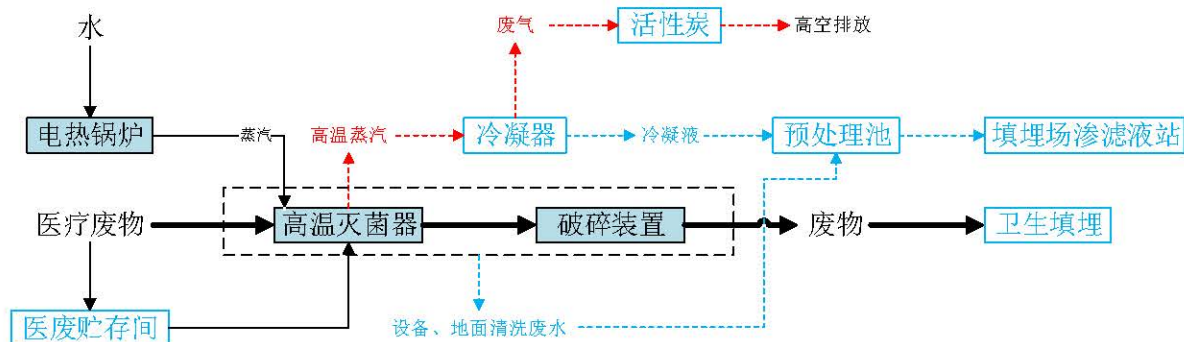 水
废气
活性炭
高空排放
电热锅炉
蒸汽
高温蒸汽
冷凝器
冷凝液
预处理池
填埋场渗滤液站
医疗废物
高温灭菌器
破碎装置
废物
卫生填埋
医废贮存间
设备、地面清洗废水